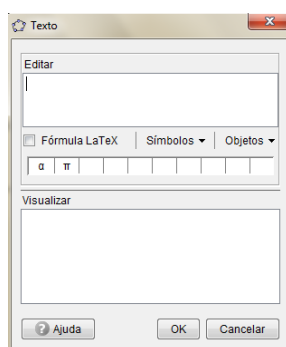 Texto
Editar
Fórmula LaTeX Símbolos Objetos
α π
Visualizar
Ajuda OK Cancelar